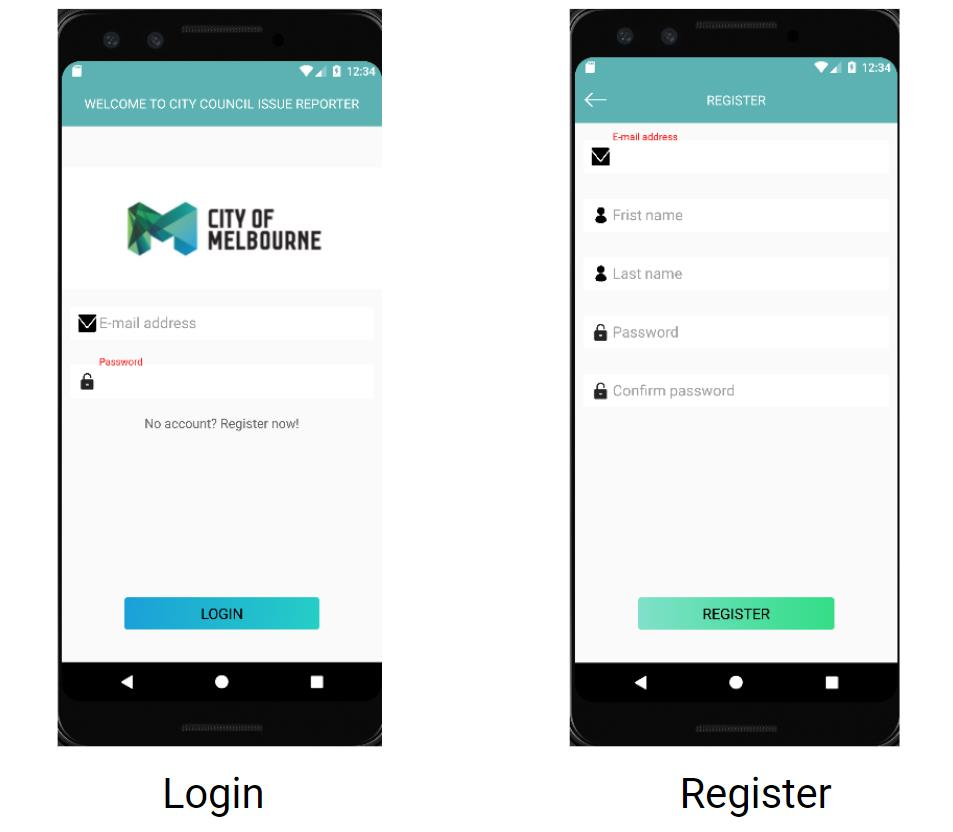 12:34
WELCOME TO CITY COUNCIL ISSUE REPORTER
CITY OF
MELBOURNE
E-mail address
Password
No account? Register now!
LOGIN
Login
12:34
REGISTER
E-mail address
Frist name
Last name
Password
Confirm password
REGISTER
Register